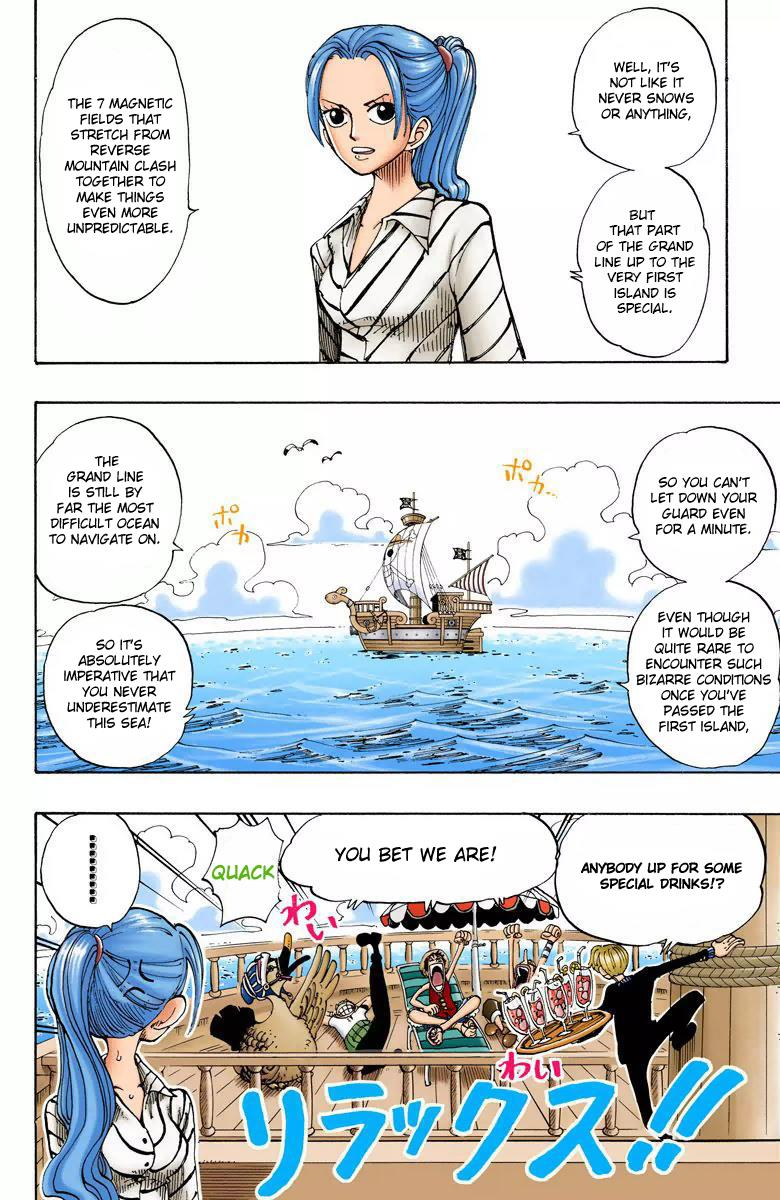 WELL, IT'S
NOT LIKE IT
NEVER SNOWS
OR ANYTHING,
BUT
THAT PART
OF THE GRAND
LINE UP TO THE
VERY FIRST
ISLAND IS
SPECIAL.
THE 7 MAGNETIC
FIELDS THAT
STRETCH FROM
REVERSE
MOUNTAIN CLASH
TOGETHER TO
MAKE THINGS
EVEN MORE
UNPREDICTABLE.
SO YOU CAN'T
LET DOWN YOUR
GUARD EVEN
FOR A MINUTE.
EVEN THOUGH
IT WOULD BE
QUITE RARE TO
ENCOUNTER SUCH
BIZARRE CONDITIONS
ONCE YOU'VE
PASSED THE
FIRST ISLAND,
ポカ...
ポカ
THE
GRAND LINE
IS STILL BY
FAR THE MOST
DIFFICULT OCEAN
TO NAVIGATE ON.
SO IT'S
ABSOLUTELY
IMPERATIVE THAT
YOU NEVER
UNDERESTIMATE
THIS SEA!
ANYBODY UP FOR SOME
SPECIAL DRINKS!?
YOU BET WE ARE!
QUACK
わい
わい
リラックス!!
.........